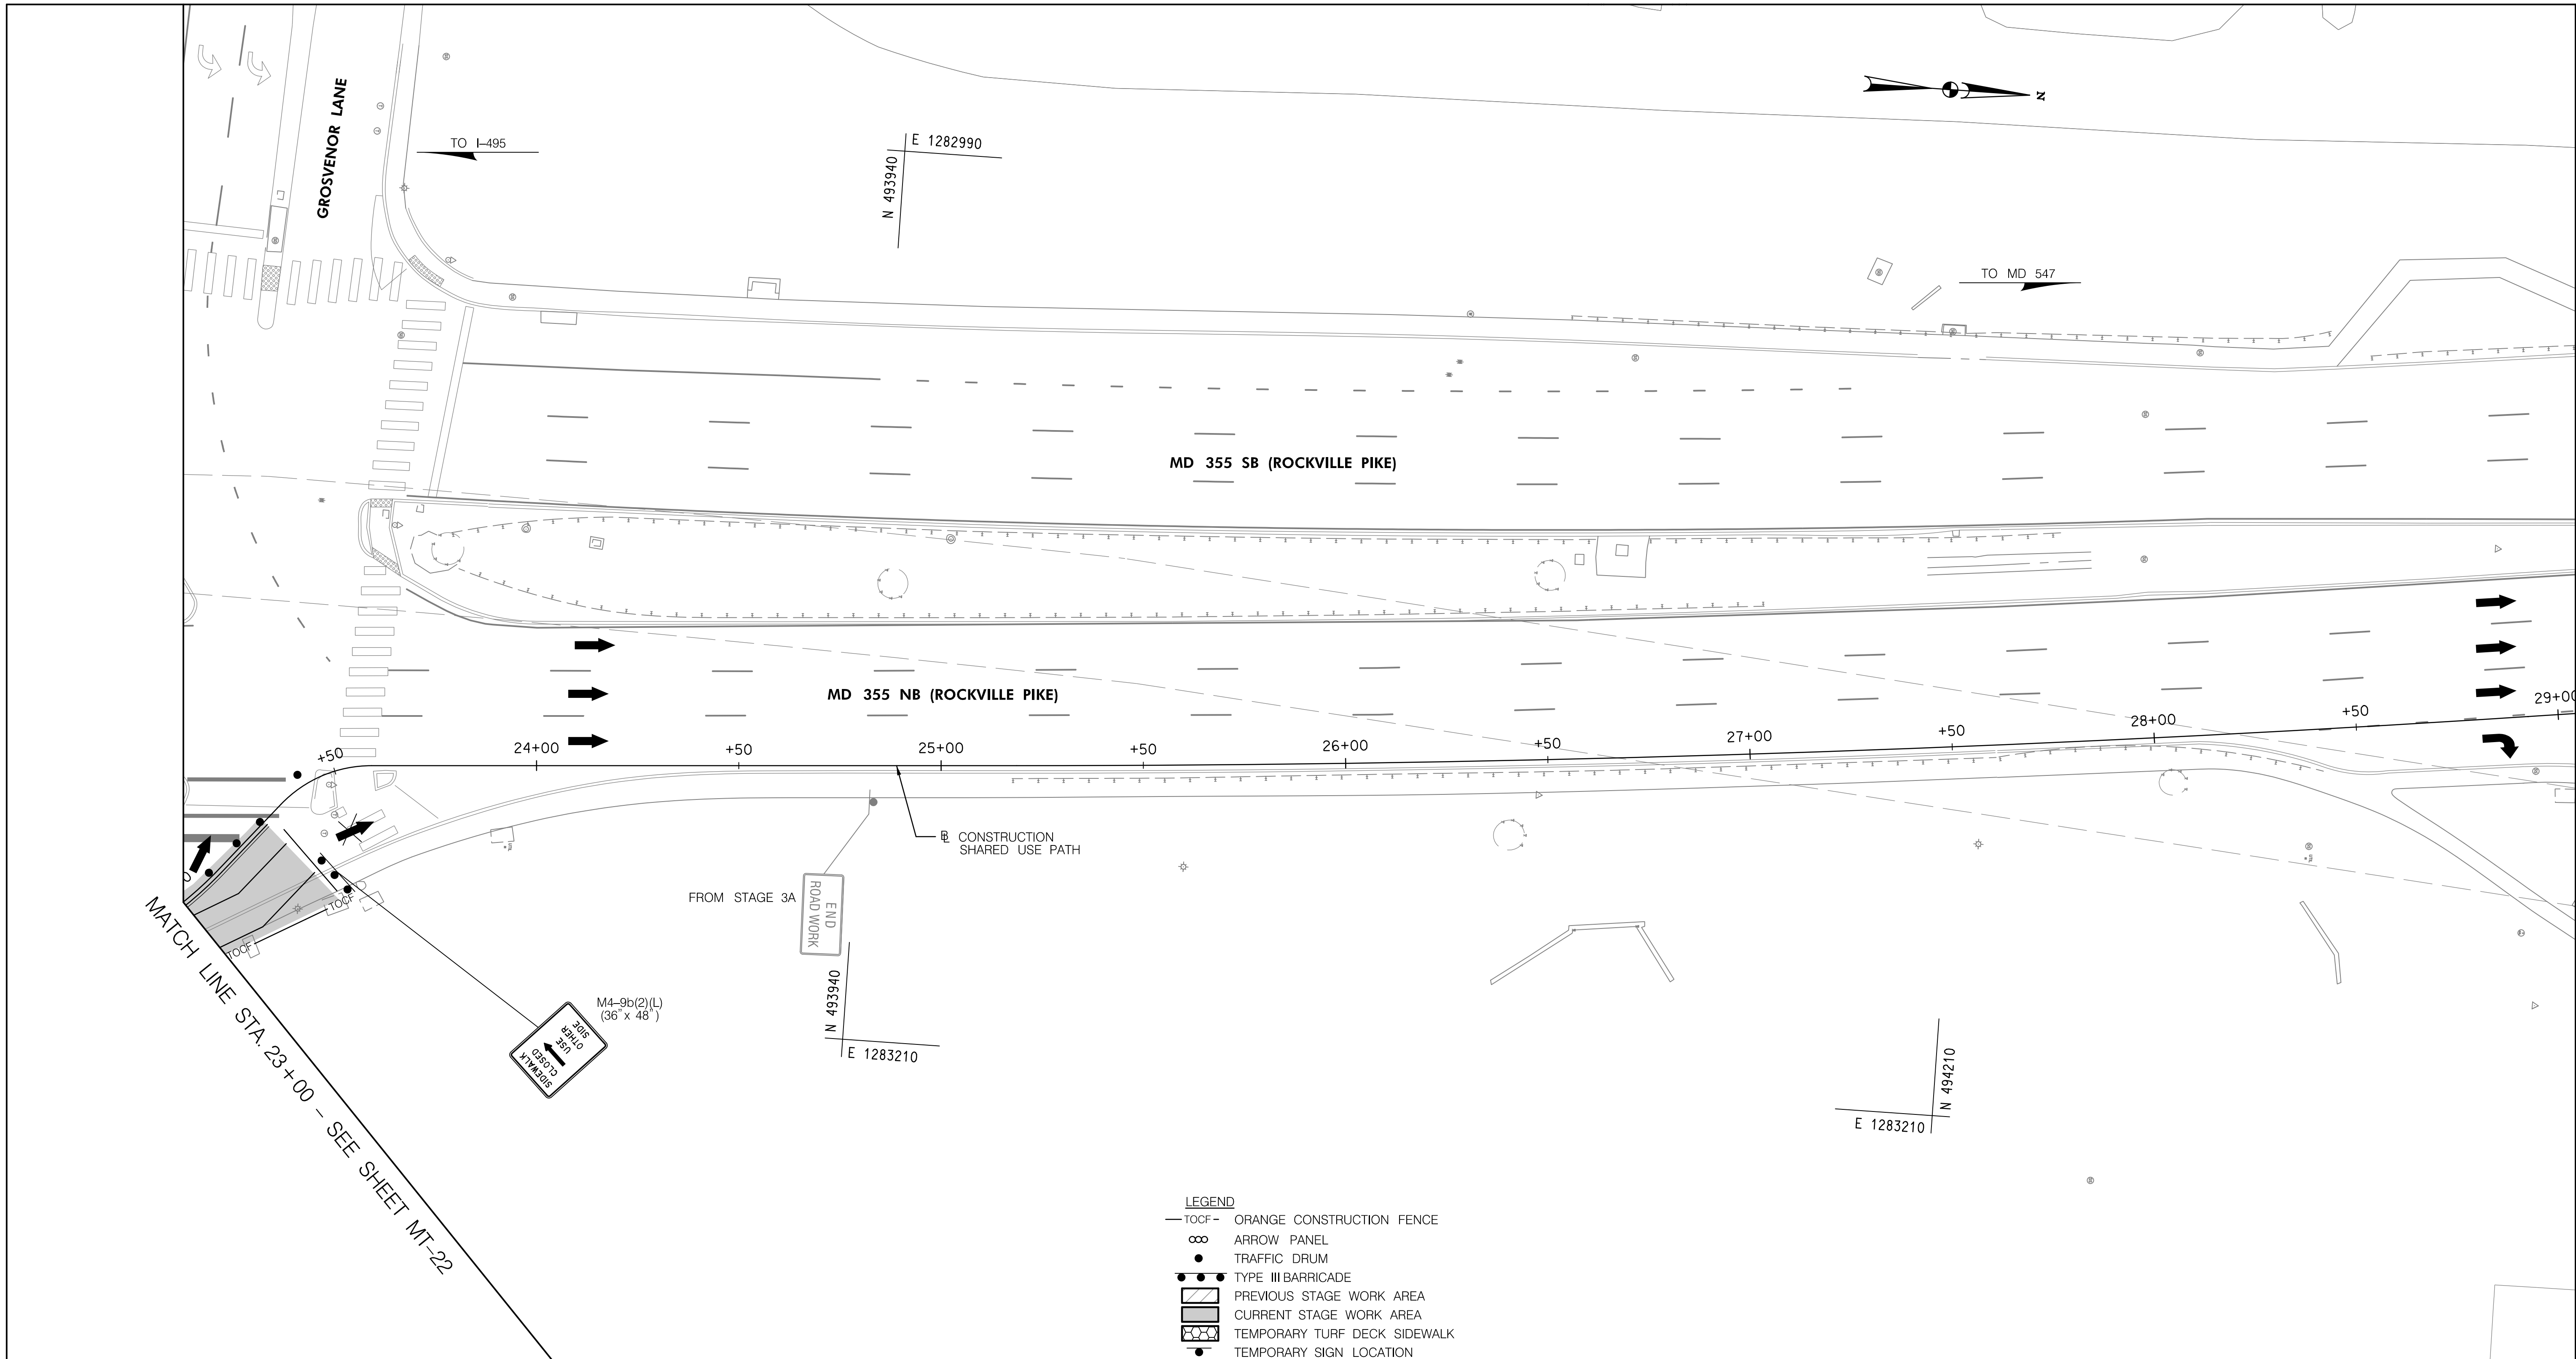 GROSVENOR LANE
TO I-495
E 1282990
N 493940
N
TO MD 547
MD 355 SB (ROCKVILLE PIKE)
MD 355 NB (ROCKVILLE PIKE)
+50
24+00
+50
25+00
+50
26+00
+50
27+00
+50
28+00
+50
29+00
CONSTRUCTION
SHARED USE PATH
FROM STAGE 3A
END
ROAD WORK
TOCF
TOCF
MATCH LINE STA. 23+00 - SEE SHEET MT-22
M4-9b(2)(L)
(36" x 48")
SIDEWALK
CLOSED
USE
OTHER
SIDE
N 493940
E 1283210
N 494210
E 1283210
LEGEND
TOCF ORANGE CONSTRUCTION FENCE
ARROW PANEL
TRAFFIC DRUM
TYPE III BARRICADE
PREVIOUS STAGE WORK AREA
CURRENT STAGE WORK AREA
TEMPORARY TURF DECK SIDEWALK
TEMPORARY SIGN LOCATION